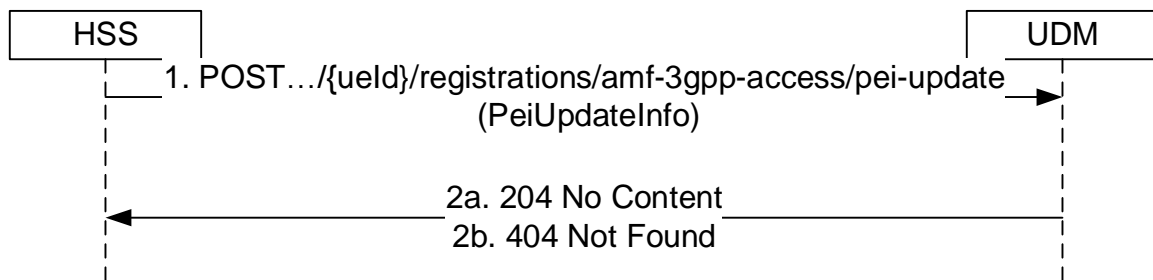 HSS
UDM
1. POST…/{ueId}/registrations/amf-3gpp-access/pei-update
(PeiUpdateInfo)
2a. 204 No Content
2b. 404 Not Found